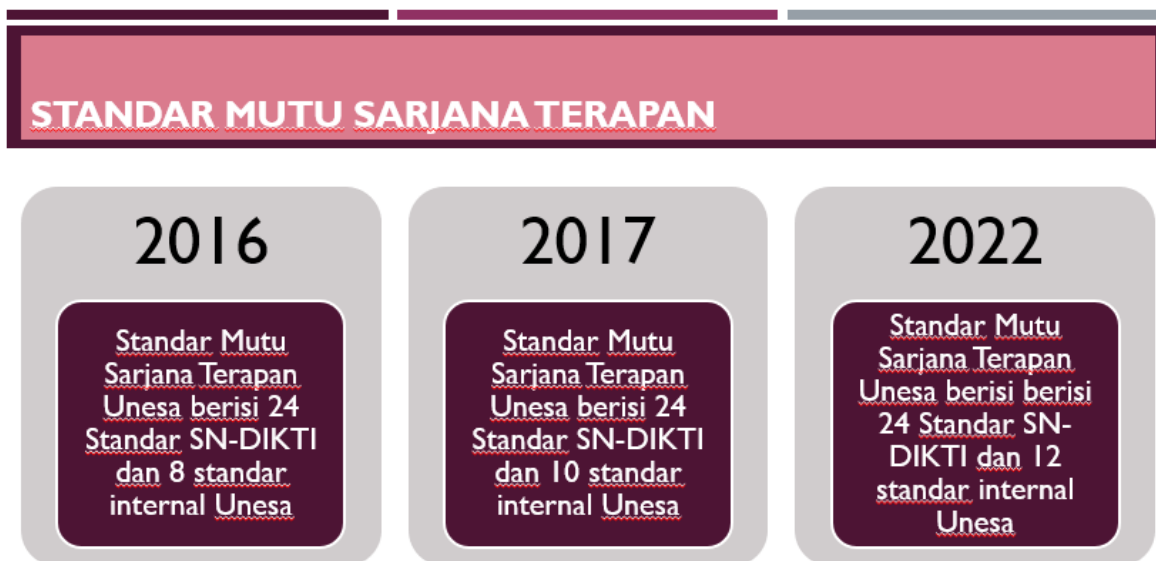 STANDAR MUTU SARJANA TERAPAN
2016
Standar Mutu
Sarjana Terapan
Unesa berisi 24
Standar SN-DIKTI
dan 8 standar
internal Unesa
2017
Standar Mutu
Sarjana Terapan
Unesa berisi 24
Standar SN-DIKTI
dan 10 standar
internal Unesa
2022
Standar Mutu
Sarjana Terapan
Unesa berisi berisi
24 Standar SN-
DIKTI dan 12
standar internal
Unesa